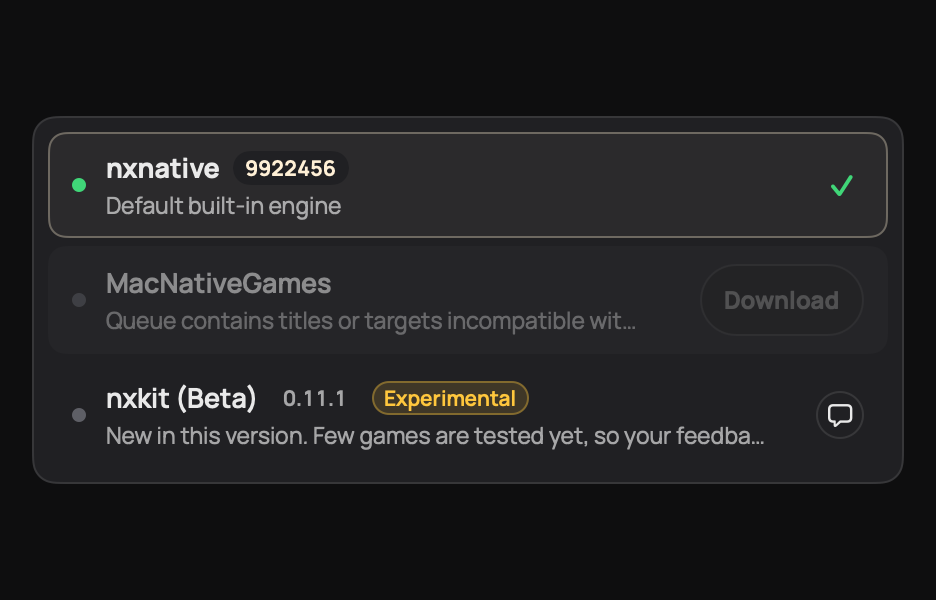 nxnative 9922456
Default built-in engine
MacNativeGames
Queue contains titles or targets incompatible wit…
Download
nxkit (Beta) 0.11.1 Experimental
New in this version. Few games are tested yet, so your feedba…